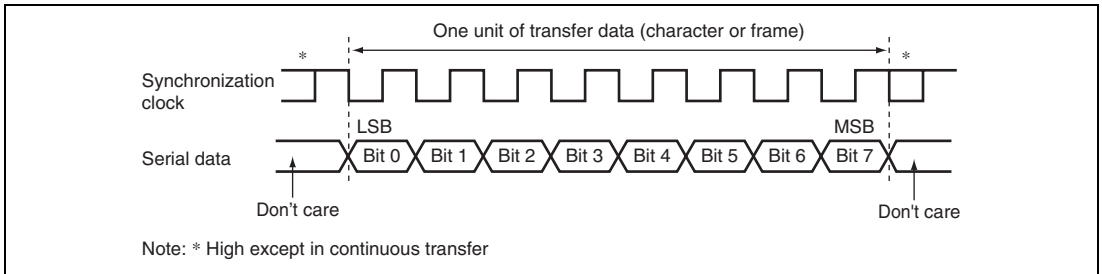 One unit of transfer data (character or frame)
* *
Synchronization
clock
LSB MSB
Serial data Bit 0 Bit 1 Bit 2 Bit 3 Bit 4 Bit 5 Bit 6 Bit 7
Don’t care Don't care
Note: * High except in continuous transfer